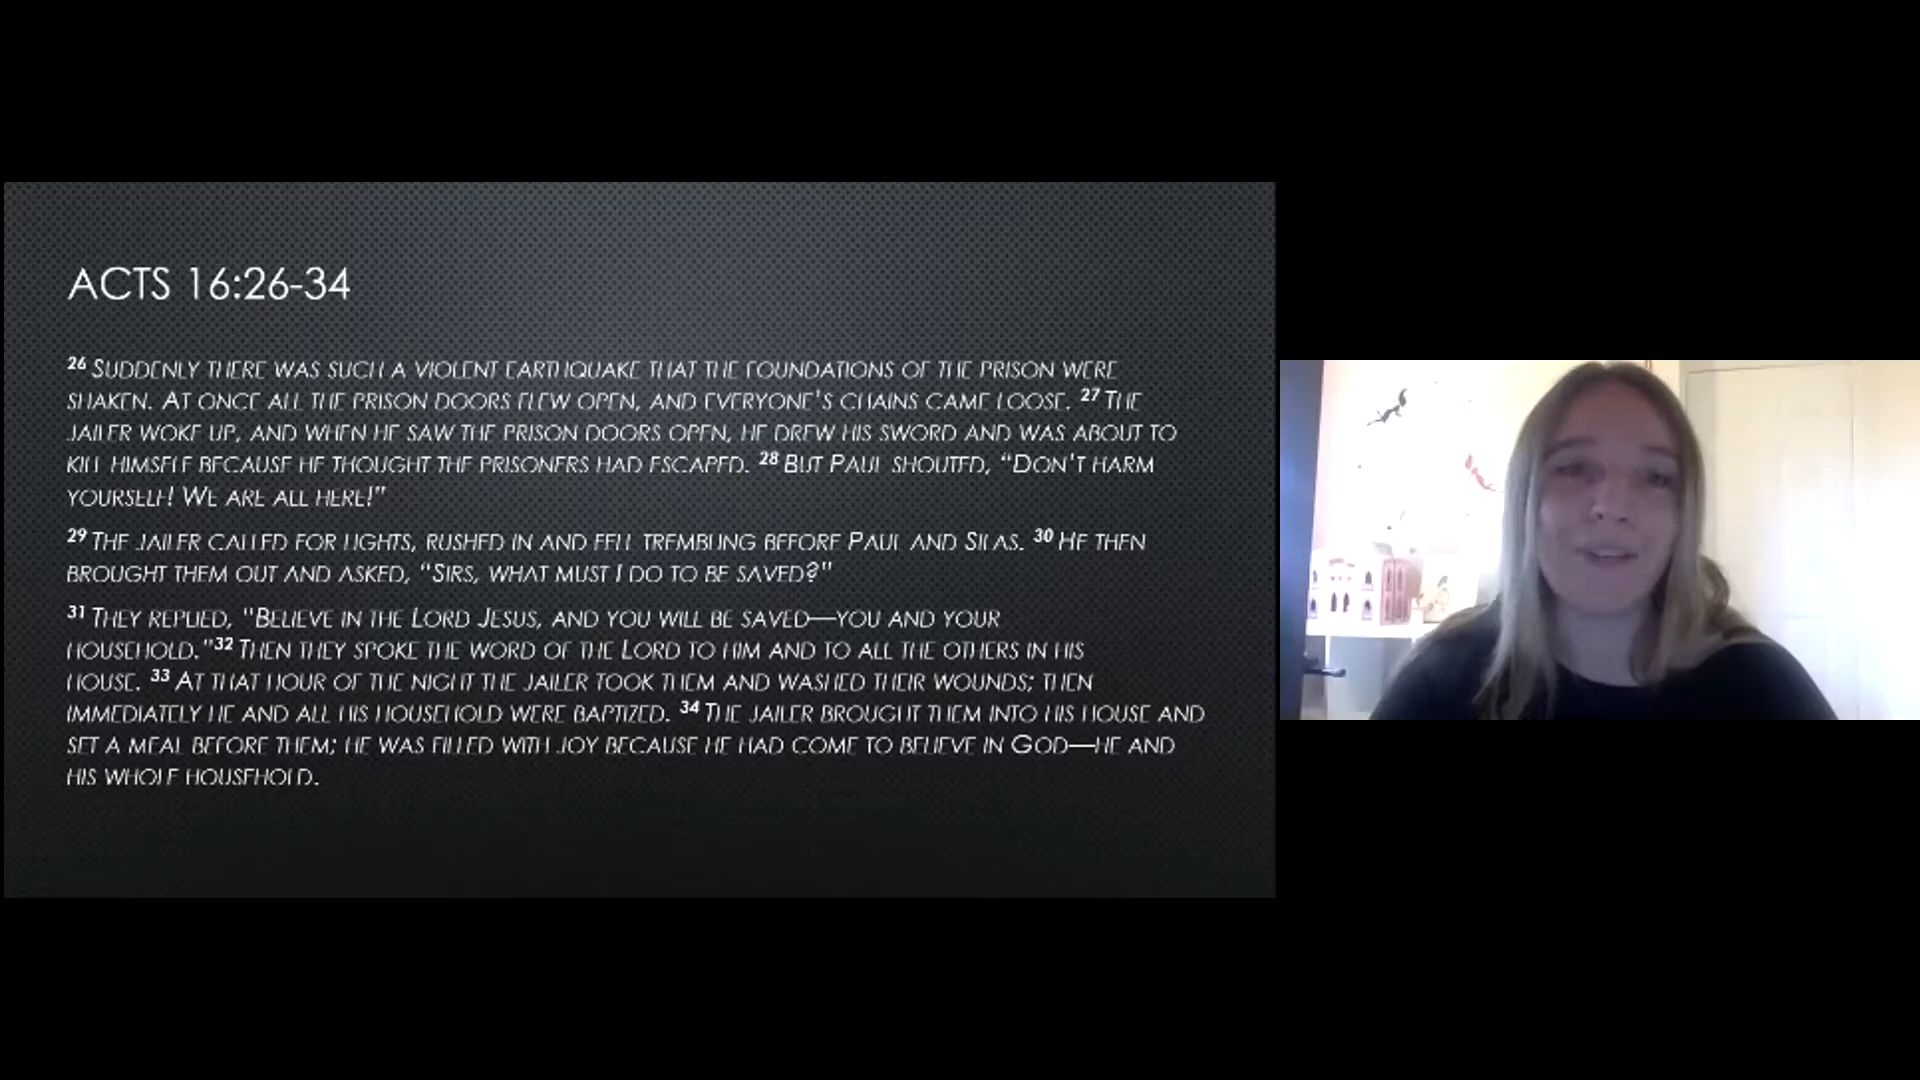 ACTS 16:26-34
26 SUDDENLY THERE WAS SUCH A VIOLENT EARTHQUAKE THAT THE FOUNDATIONS OF THE PRISON WERE
SHAKEN. AT ONCE ALL THE PRISON DOORS FLEW OPEN, AND EVERYONE'S CHAINS CAME LOOSE. 27 THE
JAILER WOKE UP, AND WHEN HE SAW THE PRISON DOORS OPEN, HE DREW HIS SWORD AND WAS ABOUT TO
KILL HIMSELF BECAUSE HE THOUGHT THE PRISONERS HAD ESCAPED. 28 BUT PAUL SHOUTED, “DON'T HARM
YOURSELF! WE ARE ALL HERE!”
29 THE JAILER CALLED FOR LIGHTS, RUSHED IN AND FELL TREMBLING BEFORE PAUL AND SILAS. 30 HE THEN
BROUGHT THEM OUT AND ASKED, “SIRS, WHAT MUST I DO TO BE SAVED?”
31 THEY REPLIED, “BELIEVE IN THE LORD JESUS, AND YOU WILL BE SAVED—YOU AND YOUR
HOUSEHOLD.”32 THEN THEY SPOKE THE WORD OF THE LORD TO HIM AND TO ALL THE OTHERS IN HIS
HOUSE. 33 AT THAT HOUR OF THE NIGHT THE JAILER TOOK THEM AND WASHED THEIR WOUNDS; THEN
IMMEDIATELY HE AND ALL HIS HOUSEHOLD WERE BAPTIZED. 34 THE JAILER BROUGHT THEM INTO HIS HOUSE AND
SET A MEAL BEFORE THEM; HE WAS FILLED WITH JOY BECAUSE HE HAD COME TO BELIEVE IN GOD—HE AND
HIS WHOLE HOUSEHOLD.